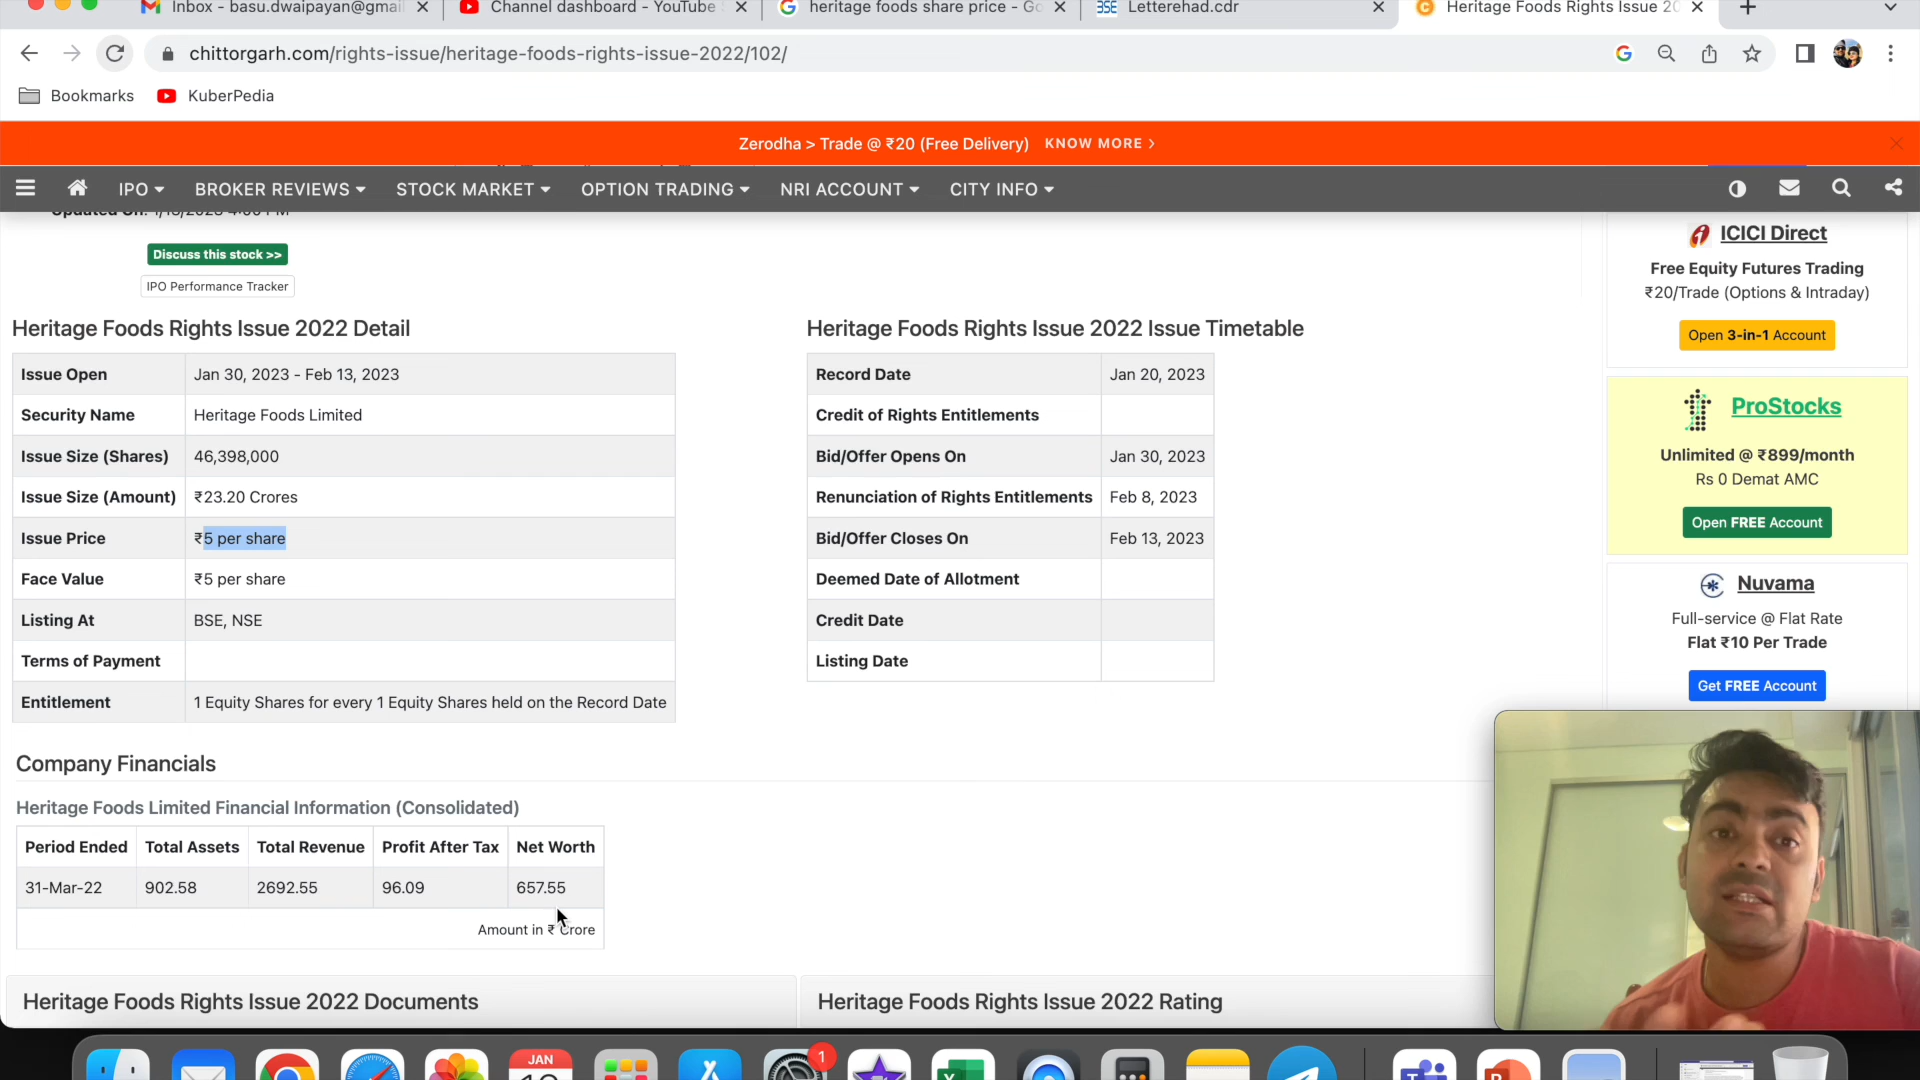 Inbox - basu.dwaipayan@gmai
Channel dashboard - YouTube
heritage foods share price - Go
Letterehad.cdr
Heritage Foods Rights Issue 20
chittorgarh.com/rights-issue/heritage-foods-rights-issue-2022/102/
Bookmarks
KuberPedia
Zerodha > Trade @ ₹20 (Free Delivery) KNOW MORE >
IPO
BROKER REVIEWS
STOCK MARKET
OPTION TRADING
NRI ACCOUNT
CITY INFO
Discuss this stock >>
IPO Performance Tracker
Heritage Foods Rights Issue 2022 Detail
Issue Open Jan 30, 2023 - Feb 13, 2023
Security Name Heritage Foods Limited
Issue Size (Shares) 46,398,000
Issue Size (Amount) ₹23.20 Crores
Issue Price ₹5 per share
Face Value ₹5 per share
Listing At BSE, NSE
Terms of Payment
Entitlement 1 Equity Shares for every 1 Equity Shares held on the Record Date
Heritage Foods Rights Issue 2022 Issue Timetable
Record Date Jan 20, 2023
Credit of Rights Entitlements
Bid/Offer Opens On Jan 30, 2023
Renunciation of Rights Entitlements Feb 8, 2023
Bid/Offer Closes On Feb 13, 2023
Deemed Date of Allotment
Credit Date
Listing Date
ICICI Direct
Free Equity Futures Trading
₹20/Trade (Options & Intraday)
Open 3-in-1 Account
ProStocks
Unlimited @ ₹899/month
Rs 0 Demat AMC
Open FREE Account
Nuvama
Full-service @ Flat Rate
Flat ₹10 Per Trade
Get FREE Account
Company Financials
Heritage Foods Limited Financial Information (Consolidated)
Period Ended Total Assets Total Revenue Profit After Tax Net Worth
31-Mar-22 902.58 2692.55 96.09 657.55
Amount in ₹ Crore
Heritage Foods Rights Issue 2022 Documents
Heritage Foods Rights Issue 2022 Rating
JAN
1